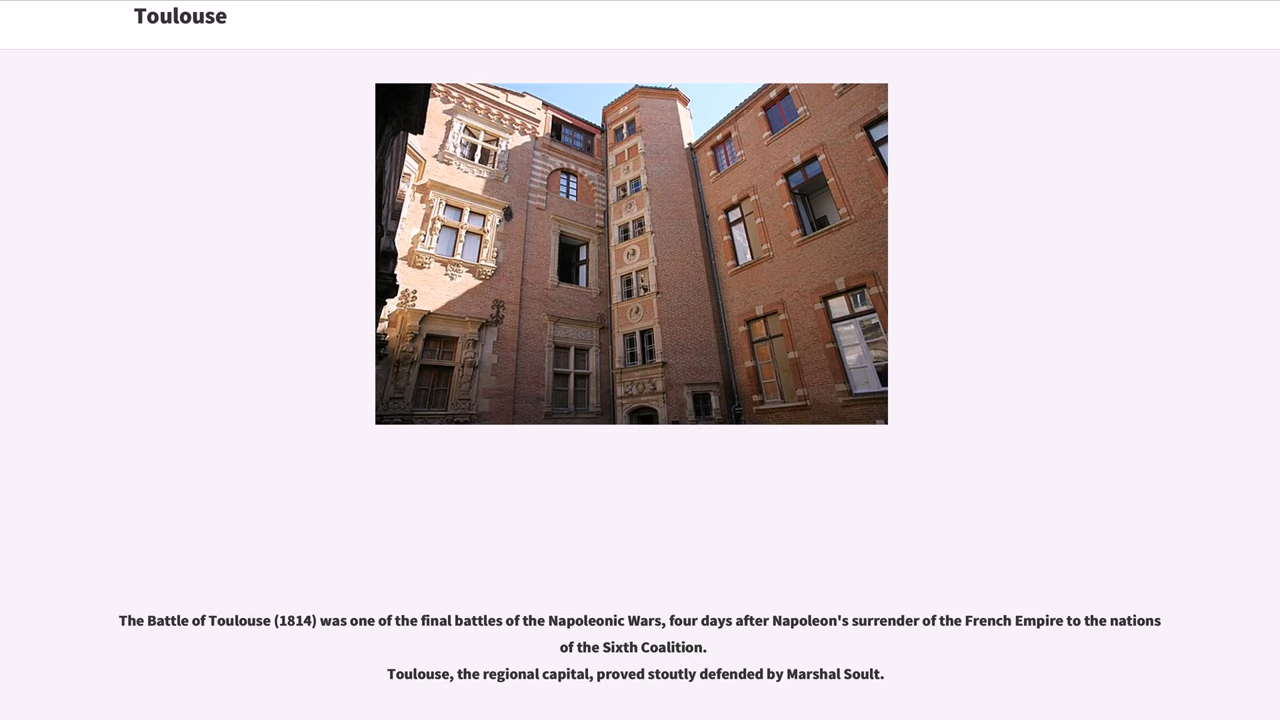 Toulouse
The Battle of Toulouse (1814) was one of the final battles of the Napoleonic Wars, four days after Napoleon's surrender of the French Empire to the nations
of the Sixth Coalition.
Toulouse, the regional capital, proved stoutly defended by Marshal Soult.